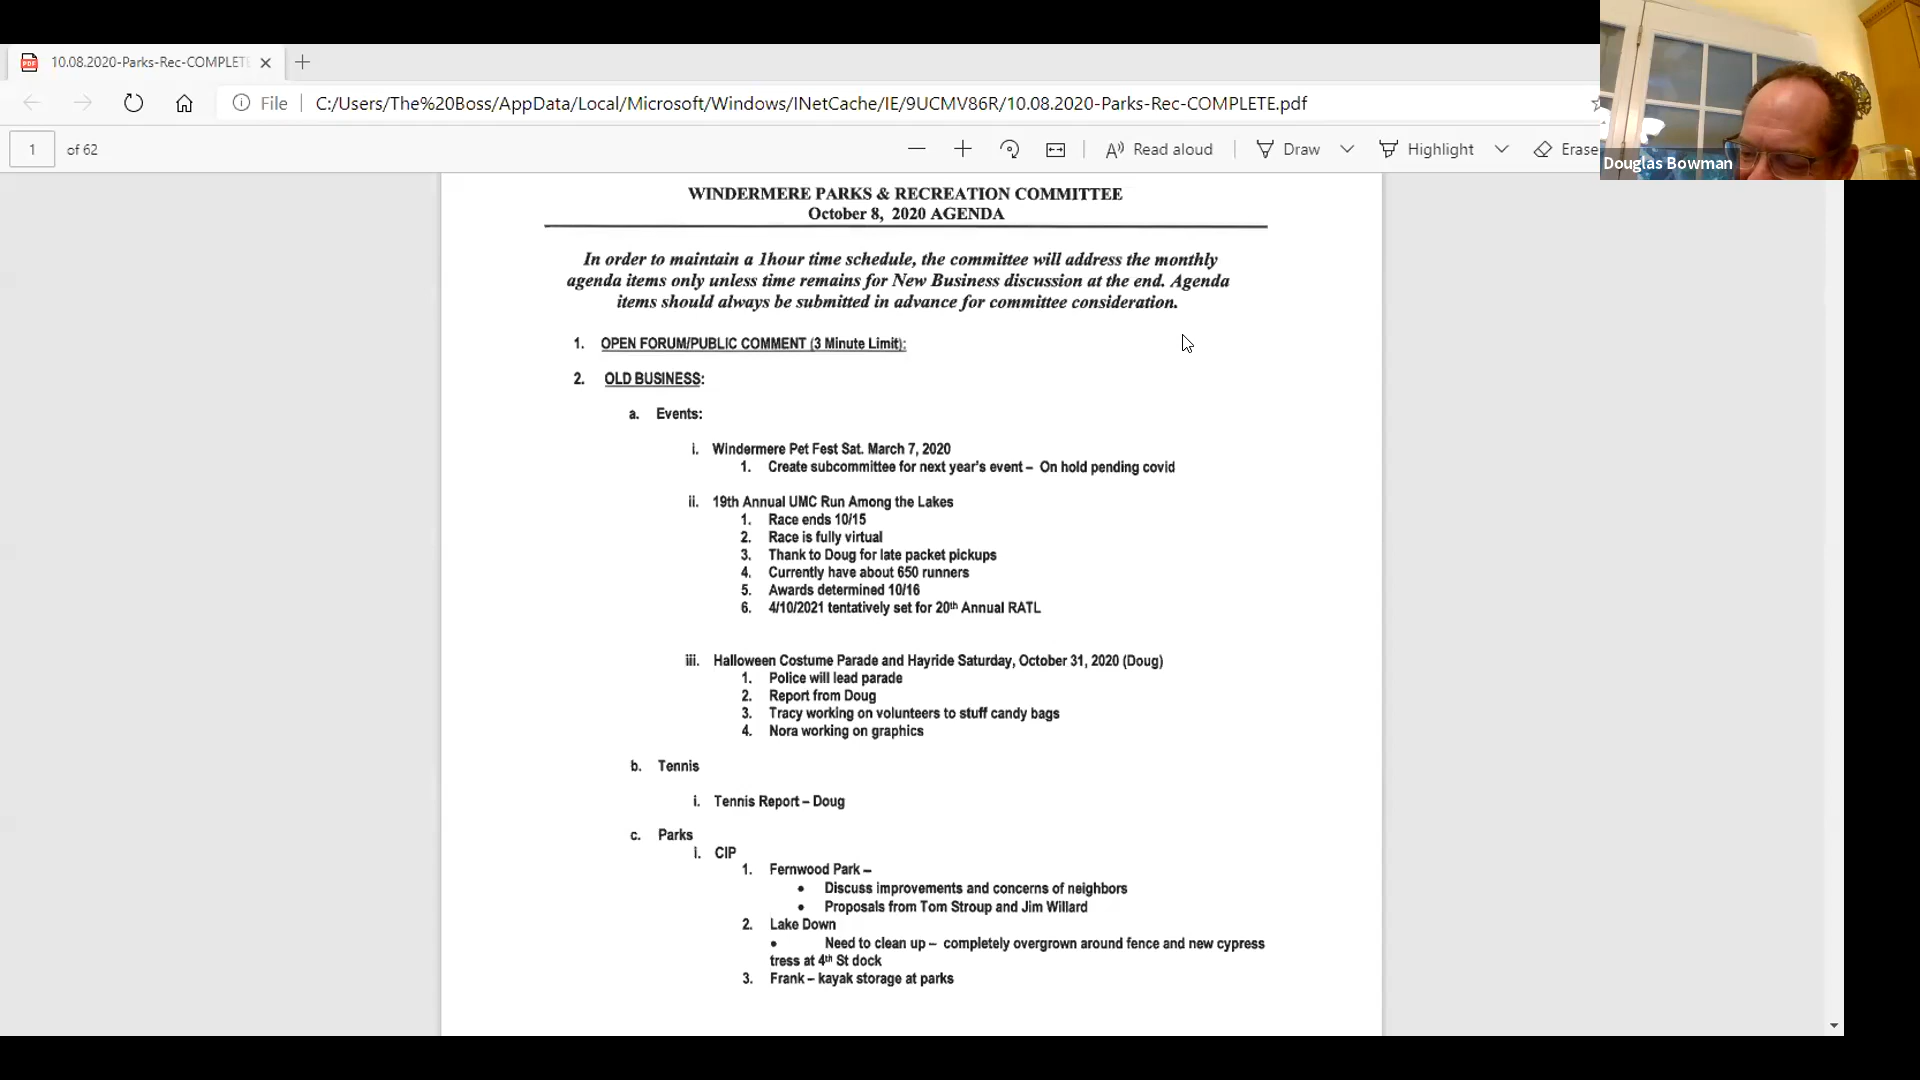 10.08.2020-Parks-Rec-COMPLET
File C:/Users/The%20Boss/AppData/Local/Microsoft/Windows/INetCache/IE/9UCMV86R/10.08.2020-Parks-Rec-COMPLETE.pdf
1 of 62 Read aloud Draw Highlight Erase
Douglas Bowman
WINDERMERE PARKS & RECREATION COMMITTEE
October 8, 2020 AGENDA
In order to maintain a 1hour time schedule, the committee will address the monthly
agenda items only unless time remains for New Business discussion at the end. Agenda
items should always be submitted in advance for committee consideration.
1. OPEN FORUM/PUBLIC COMMENT (3 Minute Limit):
2. OLD BUSINESS:
a. Events:
i. Windermere Pet Fest Sat. March 7, 2020
1. Create subcommittee for next year's event – On hold pending covid
ii. 19th Annual UMC Run Among the Lakes
1. Race ends 10/15
2. Race is fully virtual
3. Thank to Doug for late packet pickups
4. Currently have about 650 runners
5. Awards determined 10/16
6. 4/10/2021 tentatively set for 20th Annual RATL
iii. Halloween Costume Parade and Hayride Saturday, October 31, 2020 (Doug)
1. Police will lead parade
2. Report from Doug
3. Tracy working on volunteers to stuff candy bags
4. Nora working on graphics
b. Tennis
i. Tennis Report – Doug
c. Parks
i. CIP
1. Fernwood Park –
• Discuss improvements and concerns of neighbors
• Proposals from Tom Stroup and Jim Willard
2. Lake Down
• Need to clean up – completely overgrown around fence and new cypress
tress at 4th St dock
3. Frank – kayak storage at parks